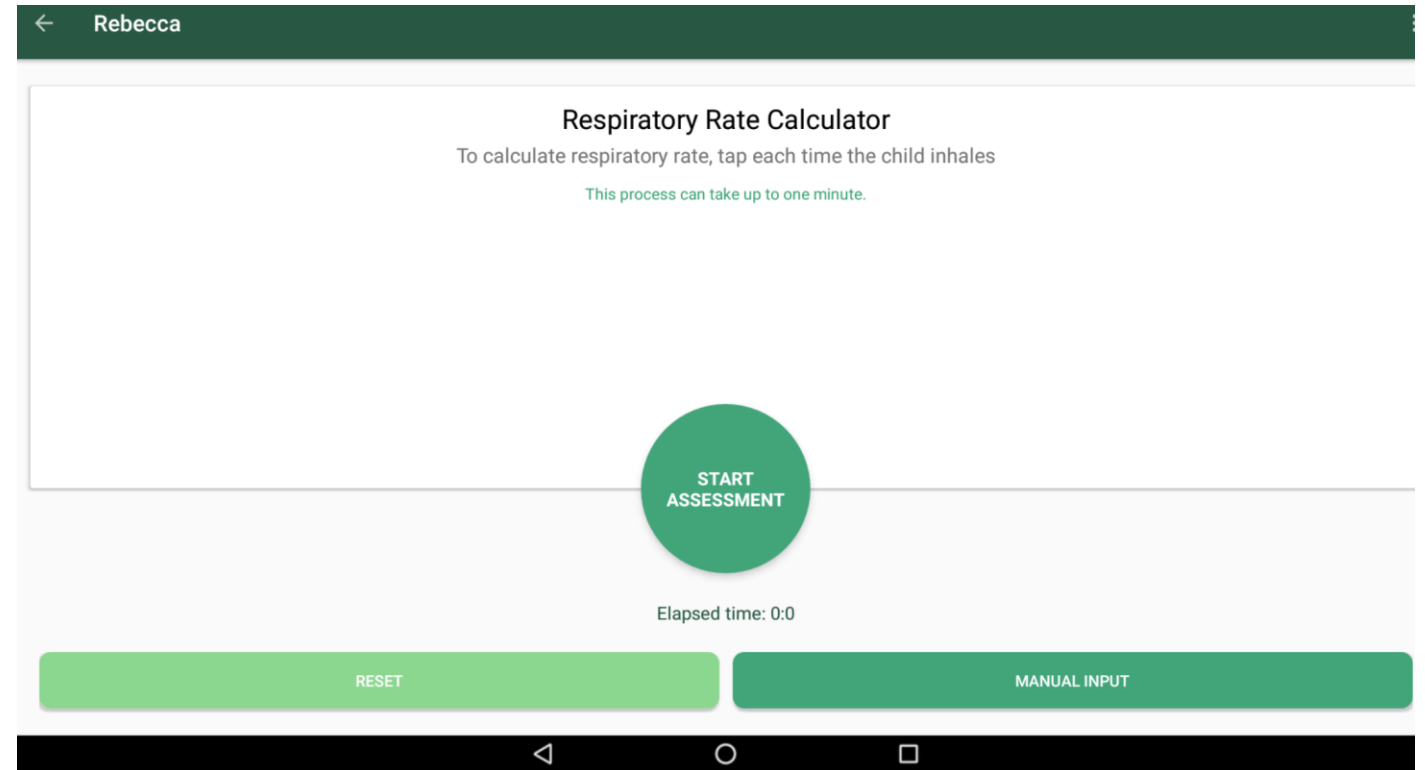 Rebecca
Respiratory Rate Calculator
To calculate respiratory rate, tap each time the child inhales
This process can take up to one minute.
START
ASSESSMENT
Elapsed time: 0:0
RESET
MANUAL INPUT